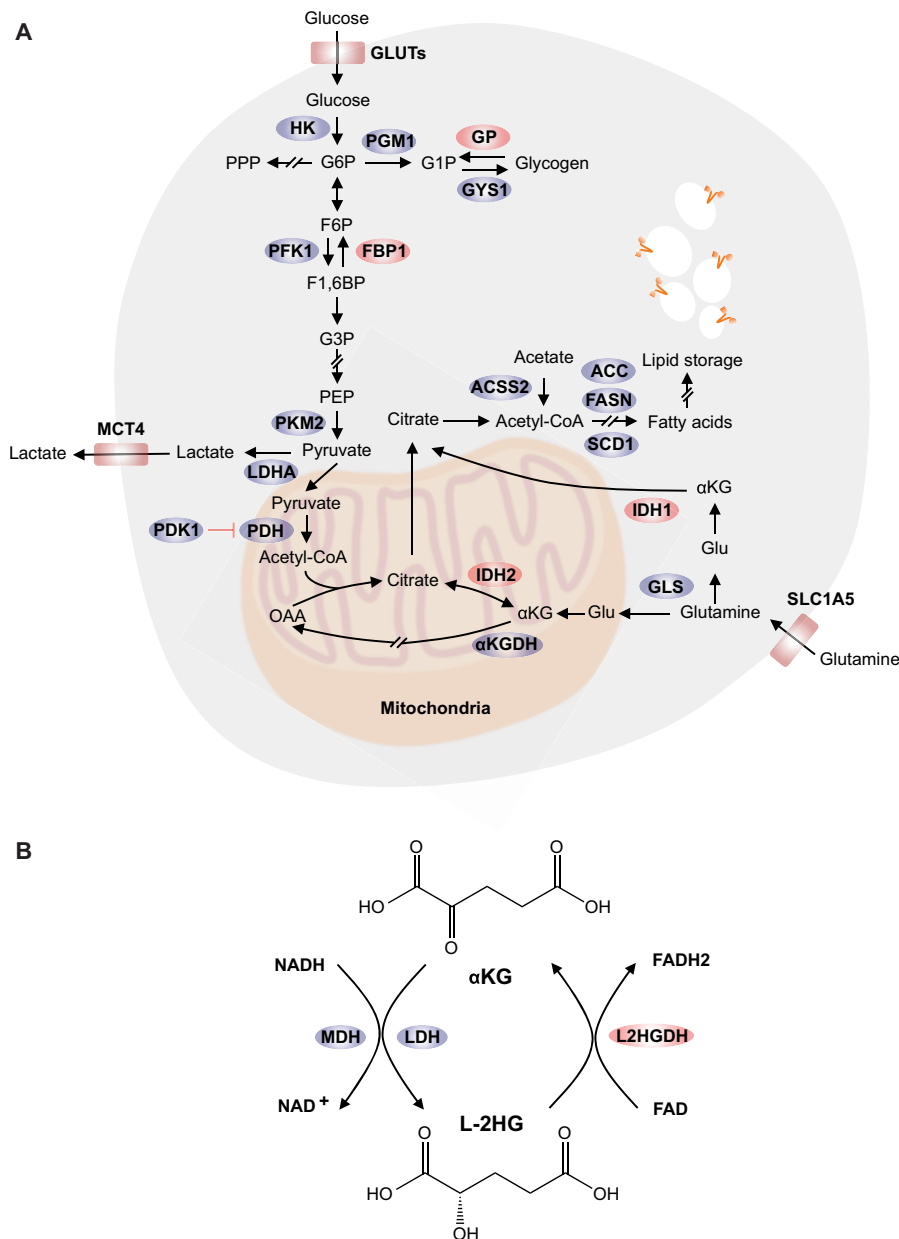 A
Glucose
GLUTs
Glucose
HK
PGM1
GP
PPP
G6P
G1P
Glycogen
GYS1
F6P
PFK1
FBP1
F1,6BP
G3P
Acetate
ACC
Lipid storage
ACSS2
PEP
FASN
PKM2
Citrate
Acetyl-CoA
Fatty acids
MCT4
SCD1
Lactate
Lactate
Pyruvate
LDHA
αKG
Pyruvate
IDH1
PDK1
PDH
Glu
Acetyl-CoA
IDH2
Citrate
GLS
SLC1A5
OAA
αKG
Glu
Glutamine
αKGDH
Glutamine
Mitochondria
B
O
O
HO
OH
O
NADH
αKG
FADH2
MDH
LDH
L2HGDH
NAD+
L-2HG
FAD
O
O
HO
OH
OH